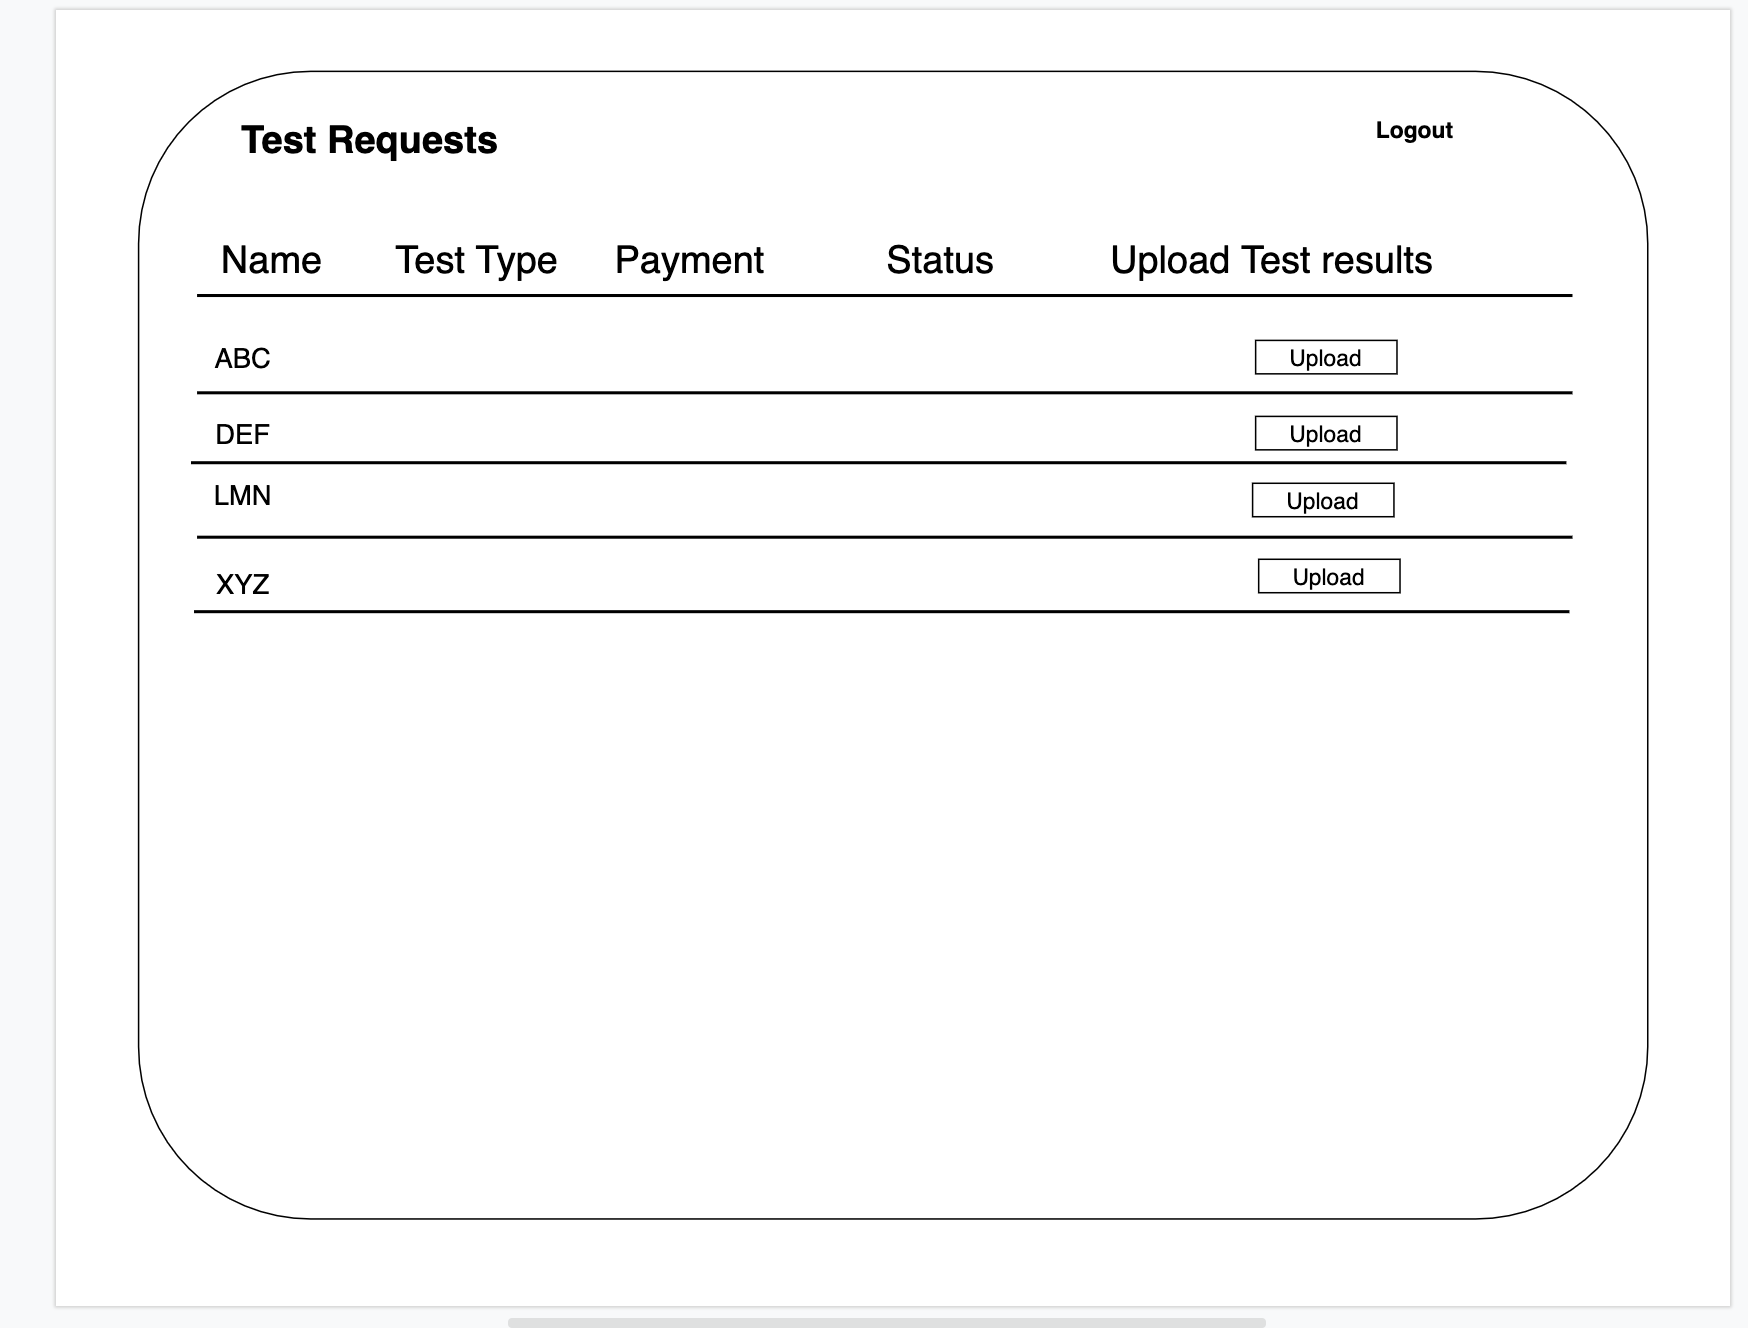 Test Requests Logout
Name Test Type Payment Status Upload Test results
ABC Upload
DEF Upload
LMN Upload
XYZ Upload